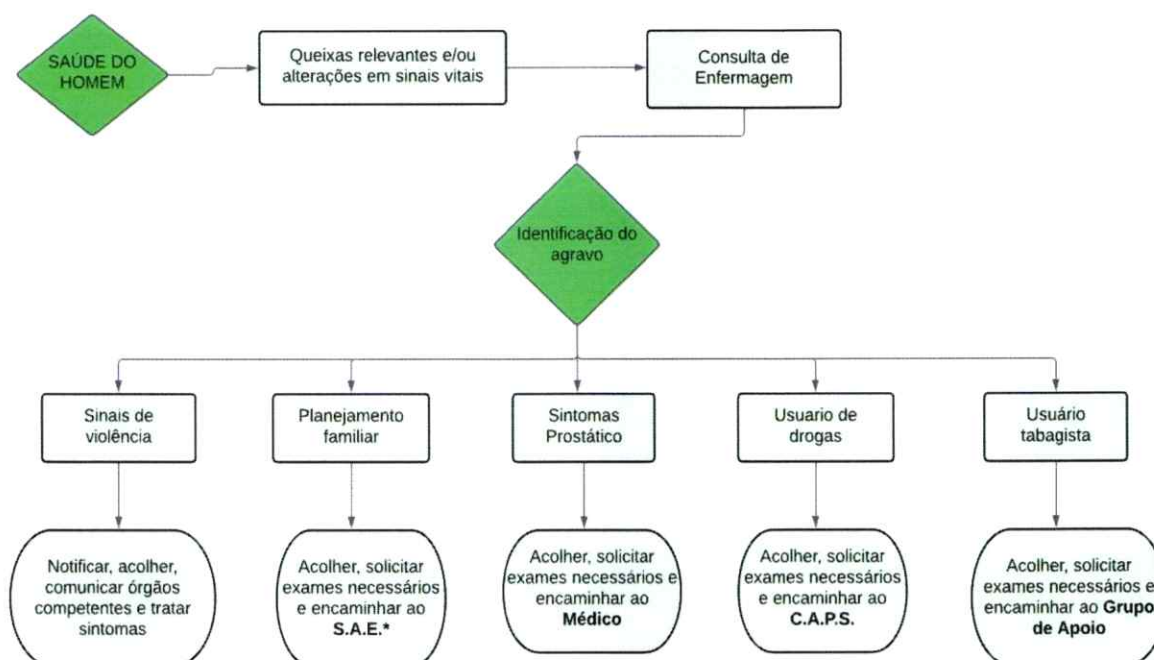 SAÚDE DO
HOMEM
Queixas relevantes e/ou
alterações em sinais vitais
Consulta de
Enfermagem
Identificação do
agravo
Sinais de
violência
Planejamento
familiar
Sintomas
Prostático
Usuario de
drogas
Usuário
tabagista
Notificar, acolher,
comunicar órgãos
competentes e tratar
sintomas
Acolher, solicitar
exames necessários
e encaminhar ao
S.A.E.*
Acolher, solicitar
exames necessários e
encaminhar ao
Médico
Acolher, solicitar
exames necessários
e encaminhar ao
C.A.P.S.
Acolher, solicitar
exames necessários e
encaminhar ao Grupo
de Apoio